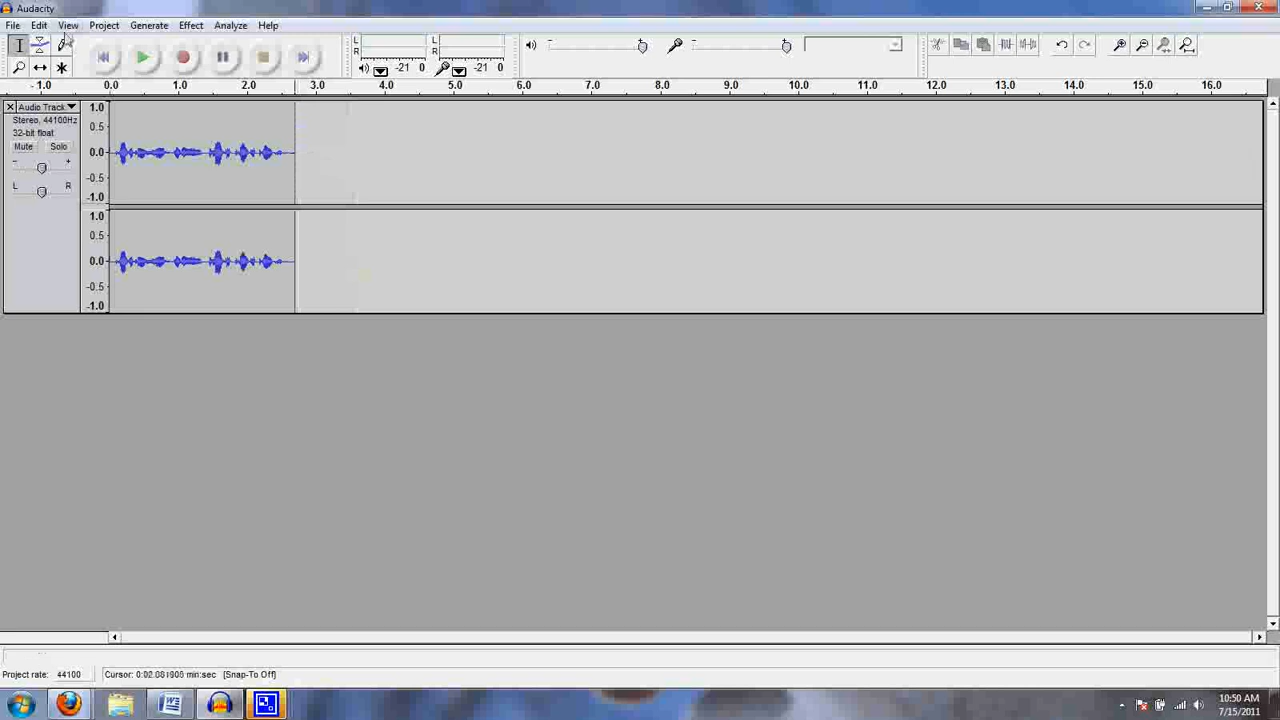 Audacity
File Edit View Project Generate Effect Analyze Help
L R -21 0 L R -21 0
- + - +
- 1.0 0.0 1.0 2.0 3.0 4.0 5.0 6.0 7.0 8.0 9.0 10.0 11.0 12.0 13.0 14.0 15.0 16.0
Audio Track 1.0
Stereo, 44100Hz 0.5
32-bit float
Mute Solo 0.0
- +
-0.5
L R -1.0
1.0
0.5
0.0
-0.5
-1.0
Project rate: 44100 Cursor: min:sec [Snap-To Off]
10:50 AM
7/15/2011